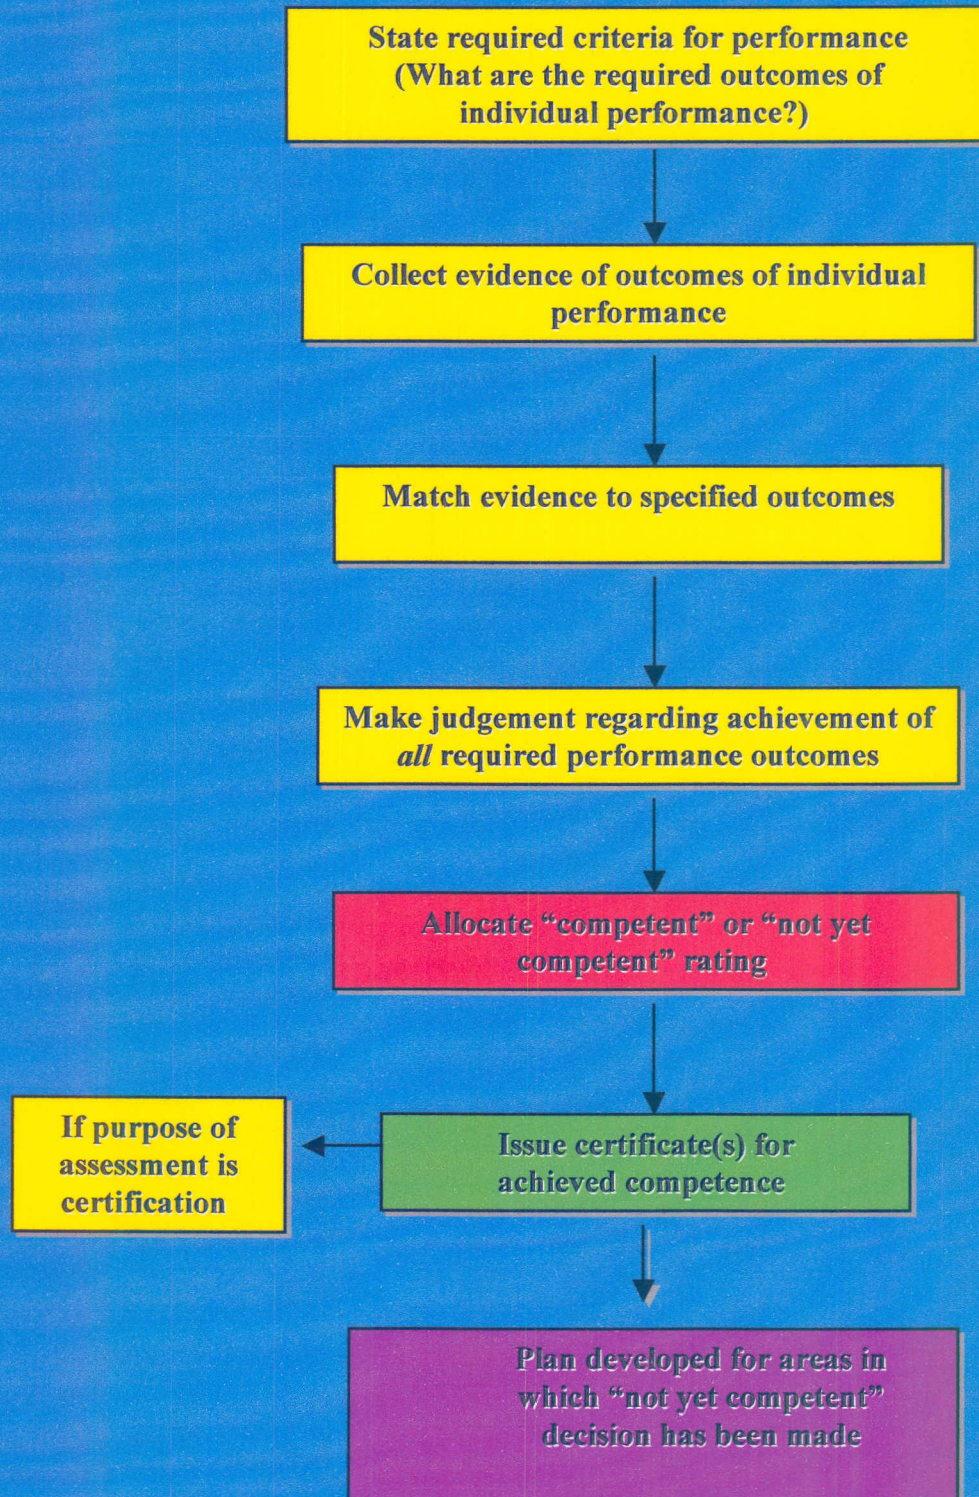 State required criteria for performance
(What are the required outcomes of
individual performance?)
Collect evidence of outcomes of individual
performance
Match evidence to specified outcomes
Make judgement regarding achievement of
all required performance outcomes
Allocate “competent” or “not yet
competent” rating
If purpose of
assessment is
certification
Issue certificate(s) for
achieved competence
Plan developed for areas in
which “not yet competent”
decision has been made